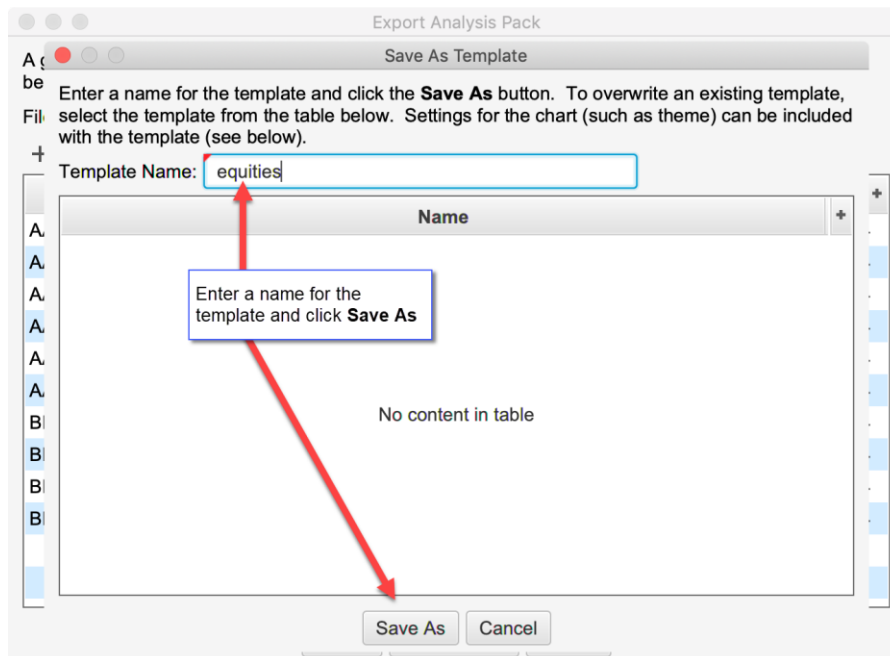 Export Analysis Pack
Save As Template
Enter a name for the template and click the Save As button. To overwrite an existing template,
select the template from the table below. Settings for the chart (such as theme) can be included
with the template (see below).
Template Name: equities
Name
Enter a name for the
template and click Save As
No content in table
Save As Cancel